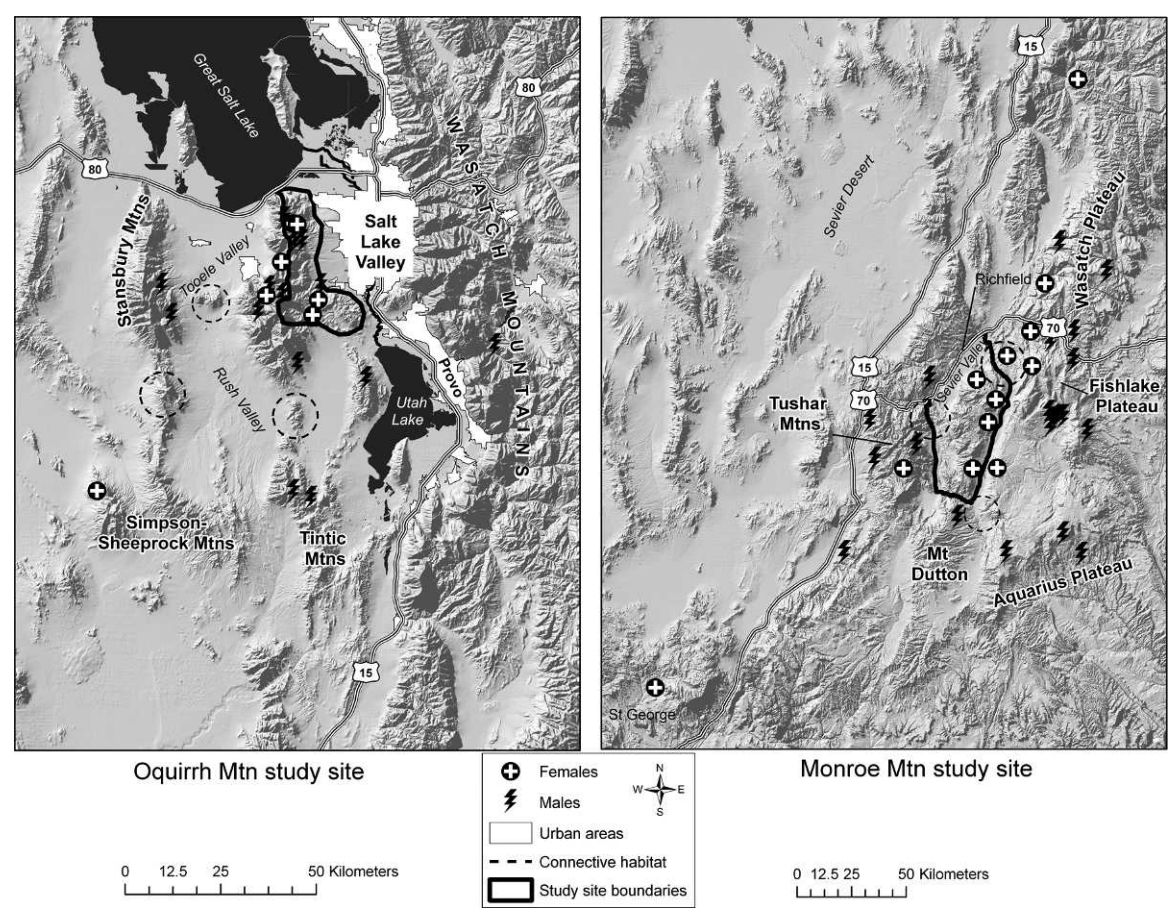 Great Salt Lake
80
80
WASATCH MOUNTAINS
Stansbury Mtns
Tooele Valley
Salt
Lake
Valley
Rush Valley
Provo
Utah
Lake
Simpson-
Sheeprock Mtns
Tintic
Mtns
15
15
Sevier Desert
Wasatch Plateau
Richfield
70
15
Sevier Valley
70
Tushar
Mtns
Fishlake
Plateau
Mt
Dutton
Aquarius Plateau
St George
Oquirrh Mtn study site
Monroe Mtn study site
Females
Males
Urban areas
Connective habitat
Study site boundaries
N
W E
S
0 12.5 25 50 Kilometers
0 12.5 25 50 Kilometers